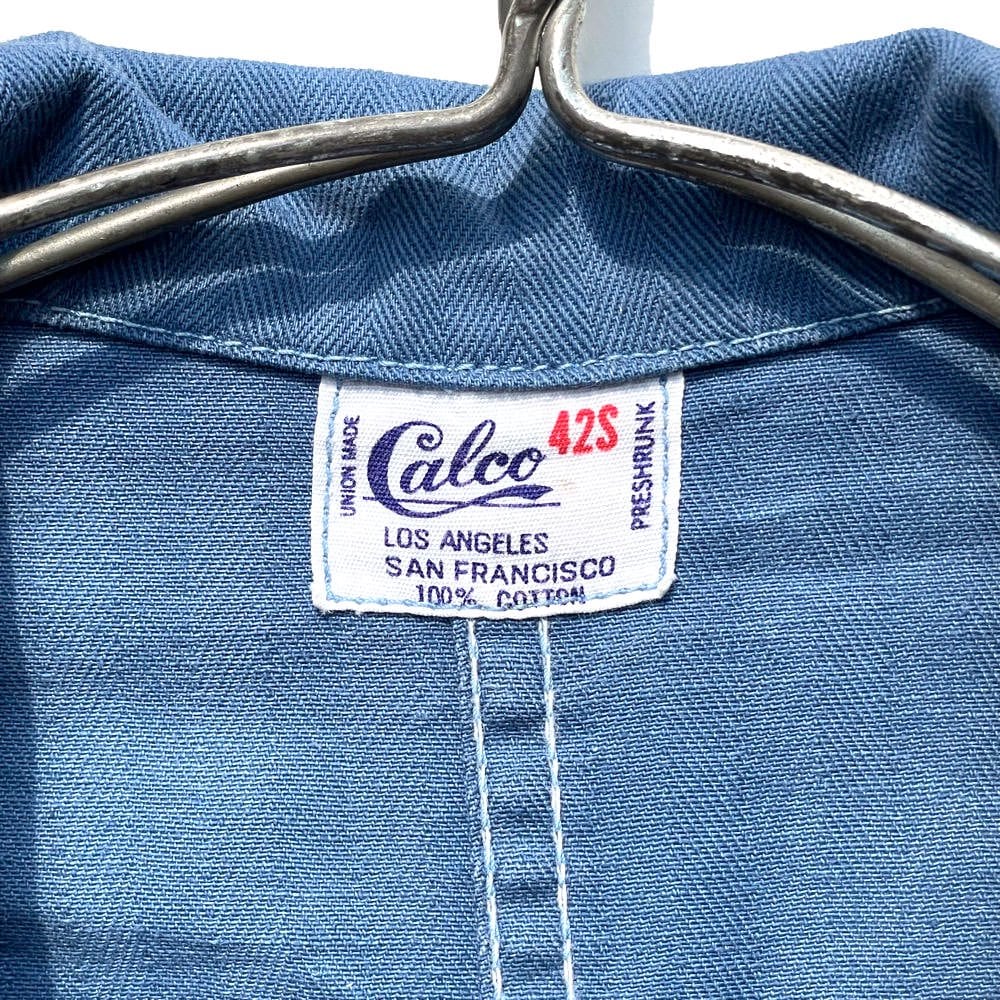 UNION MADE
Calco
42S
PRESHRUNK
LOS ANGELES
SAN FRANCISCO
100% COTTON